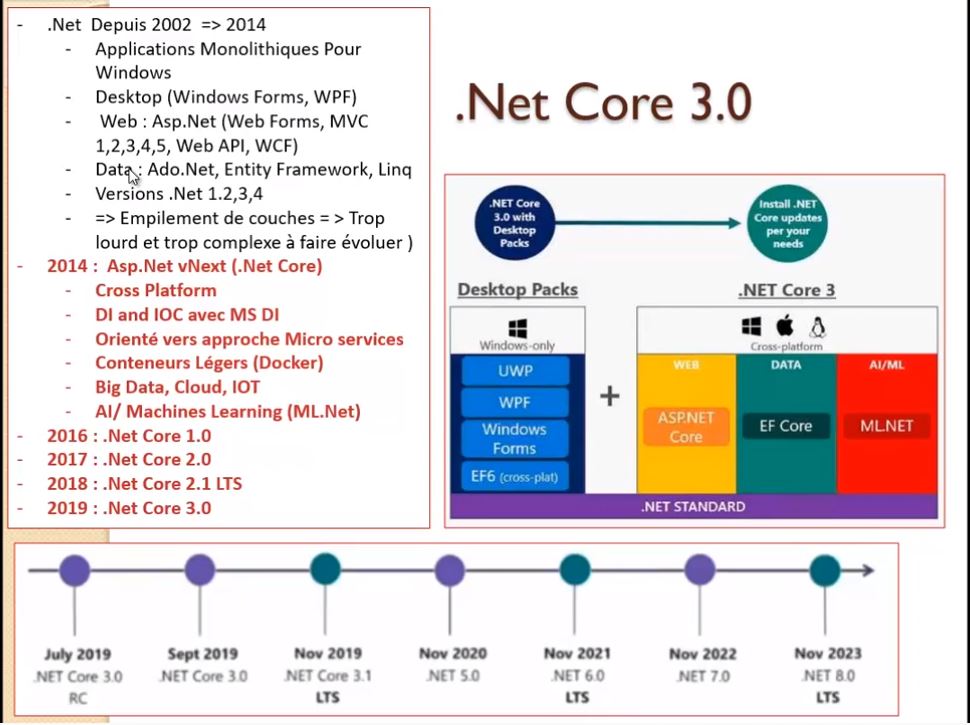 - .Net Depuis 2002 => 2014
- Applications Monolithiques Pour
Windows
- Desktop (Windows Forms, WPF)
- Web : Asp.Net (Web Forms, MVC
1,2,3,4,5, Web API, WCF)
- Data : Ado.Net, Entity Framework, Linq
- Versions .Net 1.2,3,4
- => Empilement de couches = > Trop
lourd et trop complexe à faire évoluer )
- 2014 : Asp.Net vNext (.Net Core)
- Cross Platform
- DI and IOC avec MS DI
- Orienté vers approche Micro services
- Conteneurs Légers (Docker)
- Big Data, Cloud, IOT
- AI/ Machines Learning (ML.Net)
- 2016 : .Net Core 1.0
- 2017 : .Net Core 2.0
- 2018 : .Net Core 2.1 LTS
- 2019 : .Net Core 3.0
.Net Core 3.0
.NET Core
3.0 with
Desktop
Packs
Install .NET
Core updates
per your
needs
Desktop Packs
Windows-only
UWP
WPF
Windows
Forms
EF6 (cross-plat)
+
.NET Core 3
Cross-platform
WEB
ASP.NET
Core
DATA
EF Core
AI/ML
ML.NET
.NET STANDARD
July 2019
.NET Core 3.0
RC
Sept 2019
.NET Core 3.0
Nov 2019
.NET Core 3.1
LTS
Nov 2020
.NET 5.0
Nov 2021
.NET 6.0
LTS
Nov 2022
.NET 7.0
Nov 2023
.NET 8.0
LTS